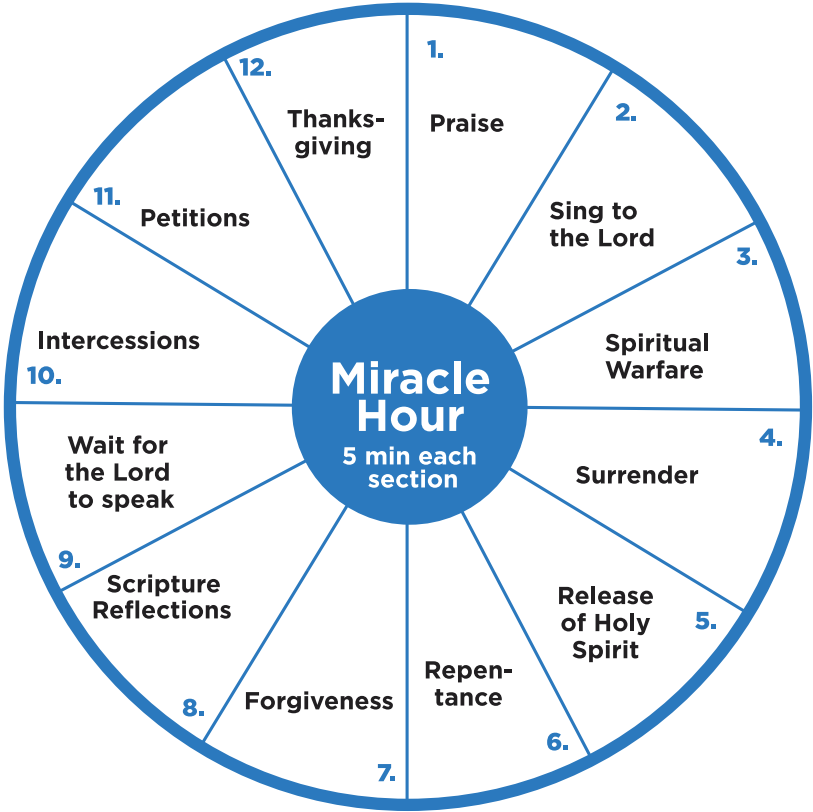 1.
Praise
2.
Sing to
the Lord
3.
Spiritual
Warfare
4.
Surrender
5.
Release
of Holy
Spirit
6.
Repen-
tance
7.
Forgiveness
8.
Scripture
Reflections
9.
Wait for
the Lord
to speak
10.
Intercessions
11.
Petitions
12.
Thanks-
giving
Miracle
Hour
5 min each
section